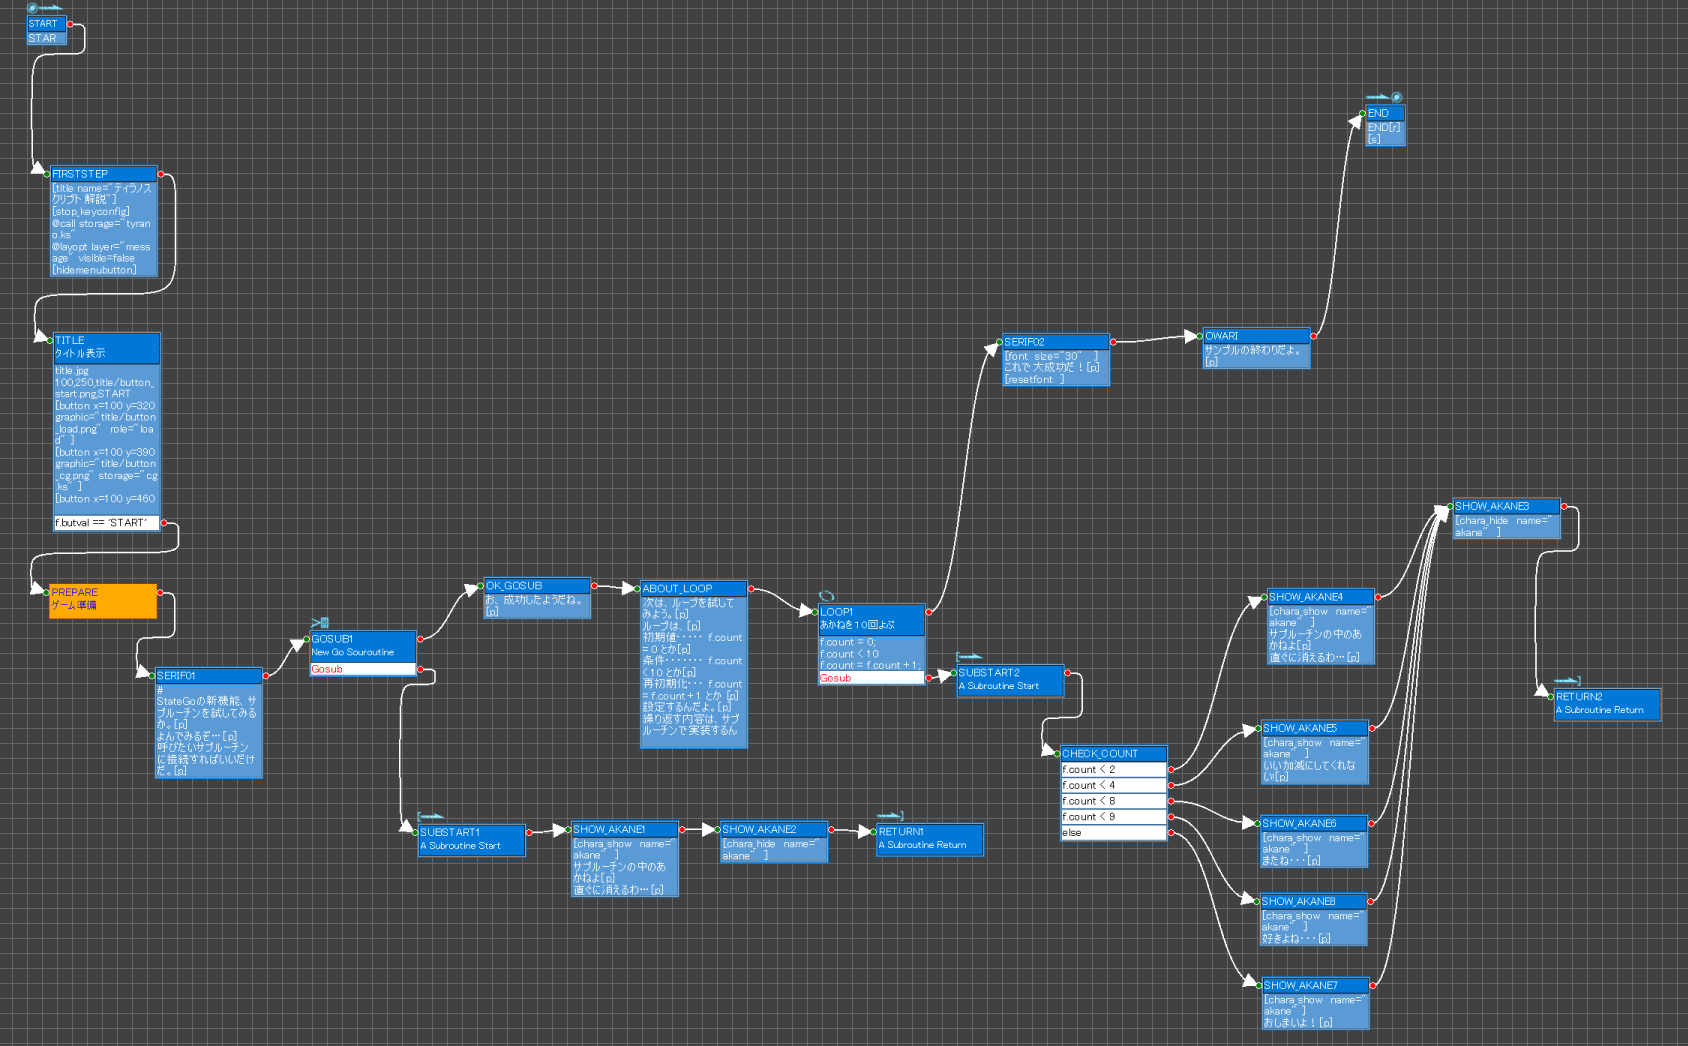 START
STAR
FIRSTSTEP
[title name="ティラノス
クリプト 解説"]
[stop_keyconfig]
@call storage="tyran
o.ks"
@layopt layer="mess
age" visible=false
[hidemenubutton]
TITLE
タイトル表示
title.jpg
100,250,title/button_
start.png,START
[button x=100 y=320
graphic="title/button
_load.png" role="loa
d" ]
[button x=100 y=390
graphic="title/button
_cg.png" storage="cg
.ks" ]
[button x=100 y=460
f.butval == 'START'
PREPARE
ゲーム準備
SERIF01
#
StateGoの新機能、サ
ブルーチンを試してみる
か。[p]
よんでみるぞ…[p]
呼びたいサブルーチン
に接続すればいいだけ
だ。[p]
GOSUB1
New Go Souroutine
Gosub
OK_GOSUB
お、成功したようだね。
[p]
ABOUT_LOOP
次は、ループを試して
みよう。[p]
ループは、[p]
初期値・・・・・ f.count
= 0 とか[p]
条件・・・・・・・ f.count
<10 とか[p]
再初期化・・・ f.count
= f.count+1 とか [p]
設定するんだよ。[p]
繰り返す内容は、サブ
ルーチンで実装するん
LOOP1
あかねを10回よぶ
f.count = 0;
f.count <10
f.count = f.count +1;
Gosub
SERIF02
[font size="30" ]
これで 大成功だ！[p]
[resetfont ]
OWARI
サンプルの終わりだよ。
[p]
END
END[r]
[s]
SUBSTART2
A Subroutine Start
CHECK_COUNT
f.count < 2
f.count < 4
f.count < 8
f.count < 9
else
SUBSTART1
A Subroutine Start
SHOW_AKANE1
[chara_show name="
akane" ]
サブルーチンの中のあ
かねよ[p]
直ぐに消えるわ…[p]
SHOW_AKANE2
[chara_hide name="
akane" ]
RETURN1
A Subroutine Return
SHOW_AKANE4
[chara_show name="
akane" ]
サブルーチンの中のあ
かねよ[p]
直ぐに消えるわ…[p]
SHOW_AKANE5
[chara_show name="
akane" ]
いい加減にしてくれな
い![p]
SHOW_AKANE6
[chara_show name="
akane" ]
またね・・・[p]
SHOW_AKANE8
[chara_show name="
akane" ]
好きよね・・・[p]
SHOW_AKANE7
[chara_show name="
akane" ]
おしまいよ！[p]
SHOW_AKANE3
[chara_hide name="
akane" ]
RETURN2
A Subroutine Return